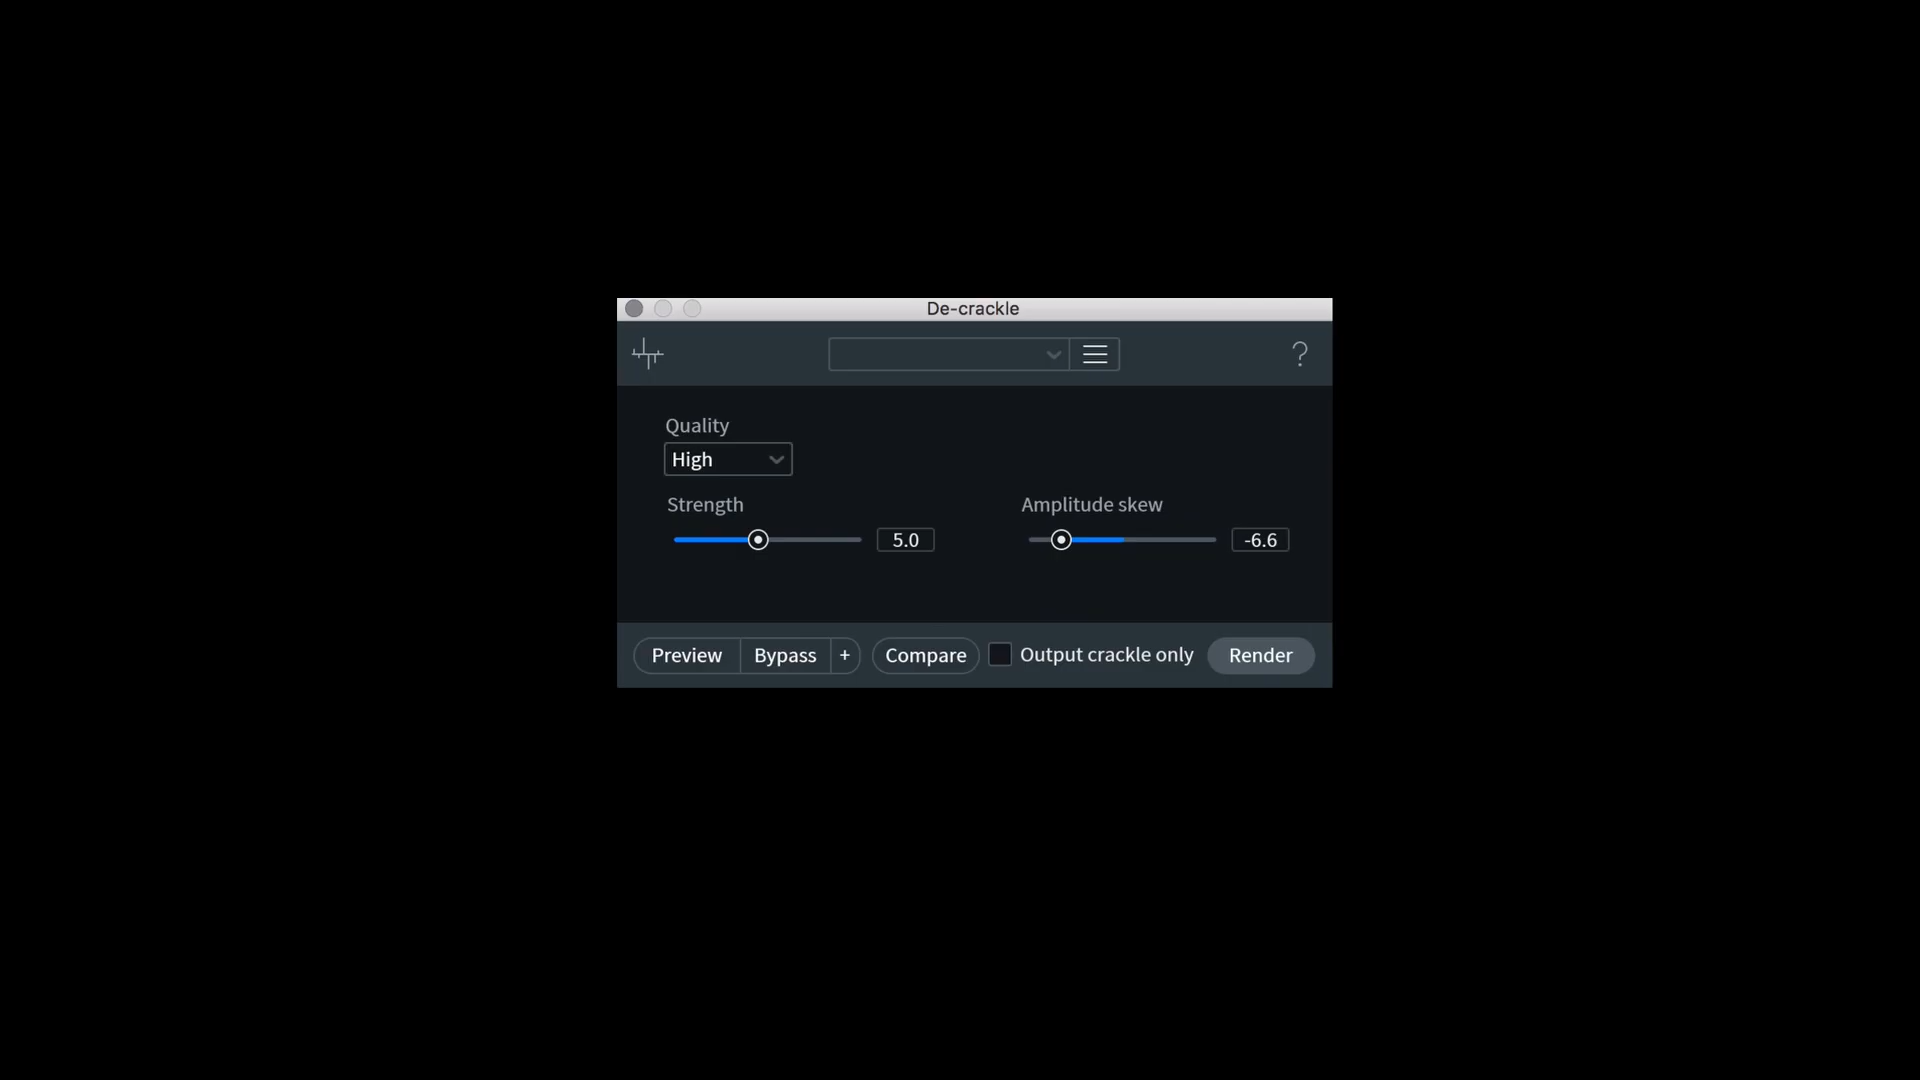 De-crackle
?
Quality
High
Strength
Amplitude skew
5.0
-6.6
Preview Bypass + Compare Output crackle only Render